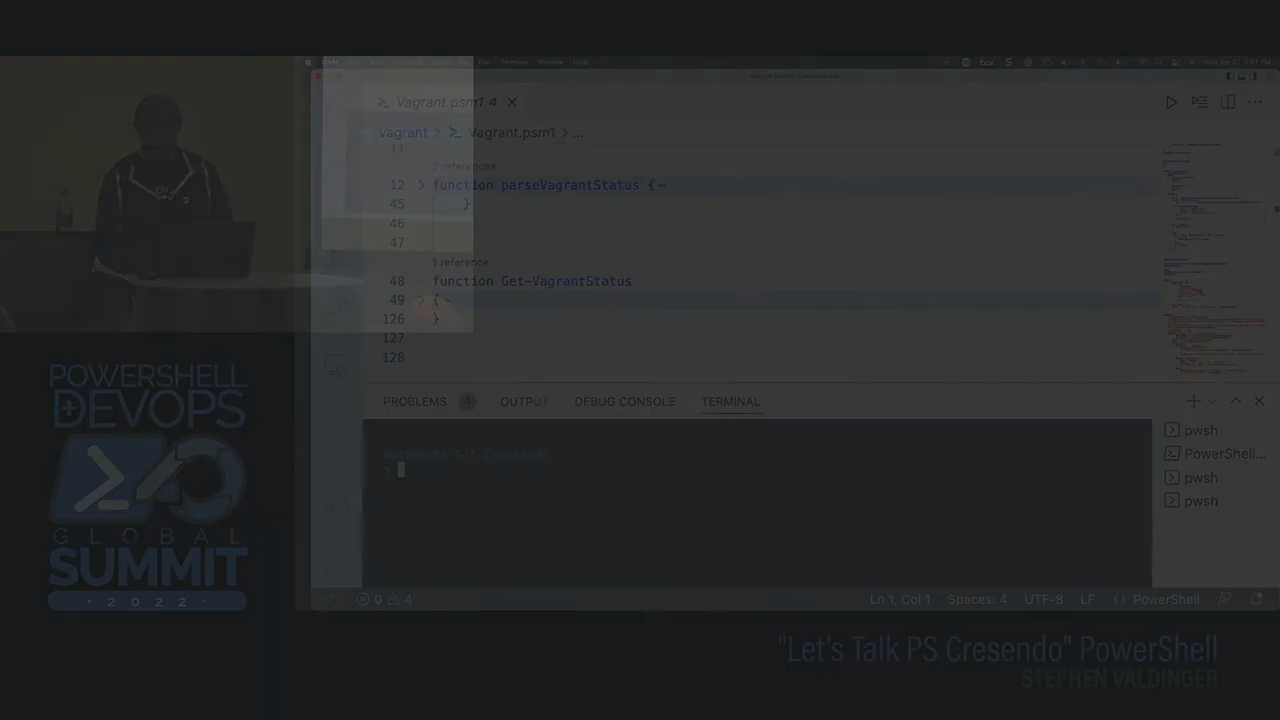 Window Help
Vagrant.psm1 4
vagrant > Vagrant.psm1 > ...
11
2 references
12 function parseVagrantStatus {
45 }
46
47
1 reference
48 function Get-VagrantStatus
49 {
126 }
127
128
PROBLEMS 4 OUTPUT DEBUG CONSOLE TERMINAL
pwsh
PowerShell...
pwsh
pwsh
0 4 Ln 1, Col 1 Spaces: 4 UTF-8 LF {} PowerShell
POWERSHELL
DEVOPS
GLOBAL
SUMMIT
· 2022 ·
"Let's Talk PS Cresendo" PowerShell
STEPHEN VALDINGER